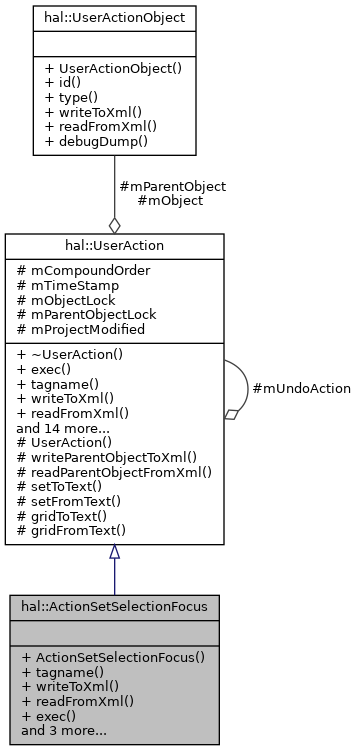 hal::UserActionObject
+ UserActionObject()
+ id()
+ type()
+ writeToXml()
+ readFromXml()
+ debugDump()
#mParentObject
#mObject
hal::UserAction
# mCompoundOrder
# mTimeStamp
# mObjectLock
# mParentObjectLock
# mProjectModified
+ ~UserAction()
+ exec()
+ tagname()
+ writeToXml()
+ readFromXml()
and 14 more...
# UserAction()
# writeParentObjectToXml()
# readParentObjectFromXml()
# setToText()
# setFromText()
# gridToText()
# gridFromText()
#mUndoAction
hal::ActionSetSelectionFocus
+ ActionSetSelectionFocus()
+ tagname()
+ writeToXml()
+ readFromXml()
+ exec()
and 3 more...